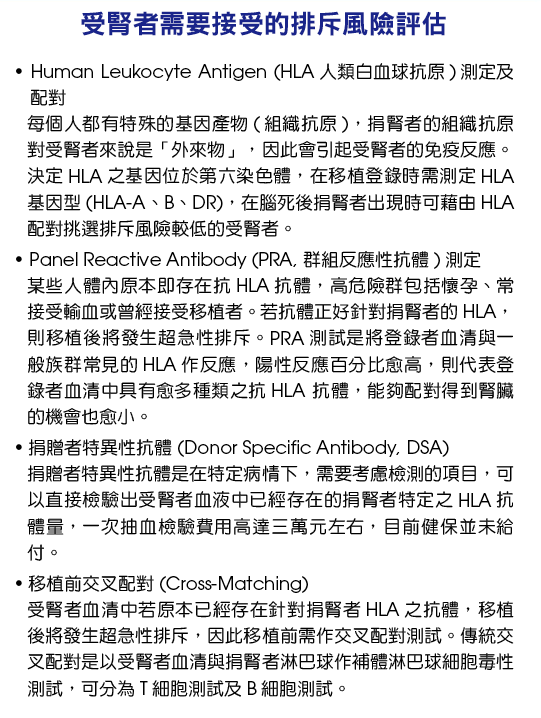 受腎者需要接受的排斥風險評估
• Human Leukocyte Antigen (HLA 人類白血球抗原 ) 測定及
配對
每個人都有特殊的基因產物 ( 組織抗原 )，捐腎者的組織抗原
對受腎者來說是「外來物」，因此會引起受腎者的免疫反應。
決定 HLA 之基因位於第六染色體，在移植登錄時需測定 HLA
基因型 (HLA-A、B、DR)，在腦死後捐腎者出現時可藉由 HLA
配對挑選排斥風險較低的受腎者。
• Panel Reactive Antibody (PRA, 群組反應性抗體 ) 測定
某些人體內原本即存在抗 HLA 抗體，高危險群包括懷孕、常
接受輸血或曾經接受移植者。若抗體正好針對捐腎者的 HLA，
則移植後將發生超急性排斥。PRA 測試是將登錄者血清與一
般族群常見的 HLA 作反應，陽性反應百分比愈高，則代表登
錄者血清中具有愈多種類之抗 HLA 抗體，能夠配對得到腎臟
的機會也愈小。
• 捐贈者特異性抗體 (Donor Specific Antibody, DSA)
捐贈者特異性抗體是在特定病情下，需要考慮檢測的項目，可
以直接檢驗出受腎者血液中已經存在的捐腎者特定之 HLA 抗
體量，一次抽血檢驗費用高達三萬元左右，目前健保並未給
付。
• 移植前交叉配對 (Cross-Matching)
受腎者血清中若原本已經存在針對捐腎者 HLA 之抗體，移植
後將發生超急性排斥，因此移植前需作交叉配對測試。傳統交
叉配對是以受腎者血清與捐腎者淋巴球作補體淋巴球細胞毒性
測試，可分為 T 細胞測試及 B 細胞測試。